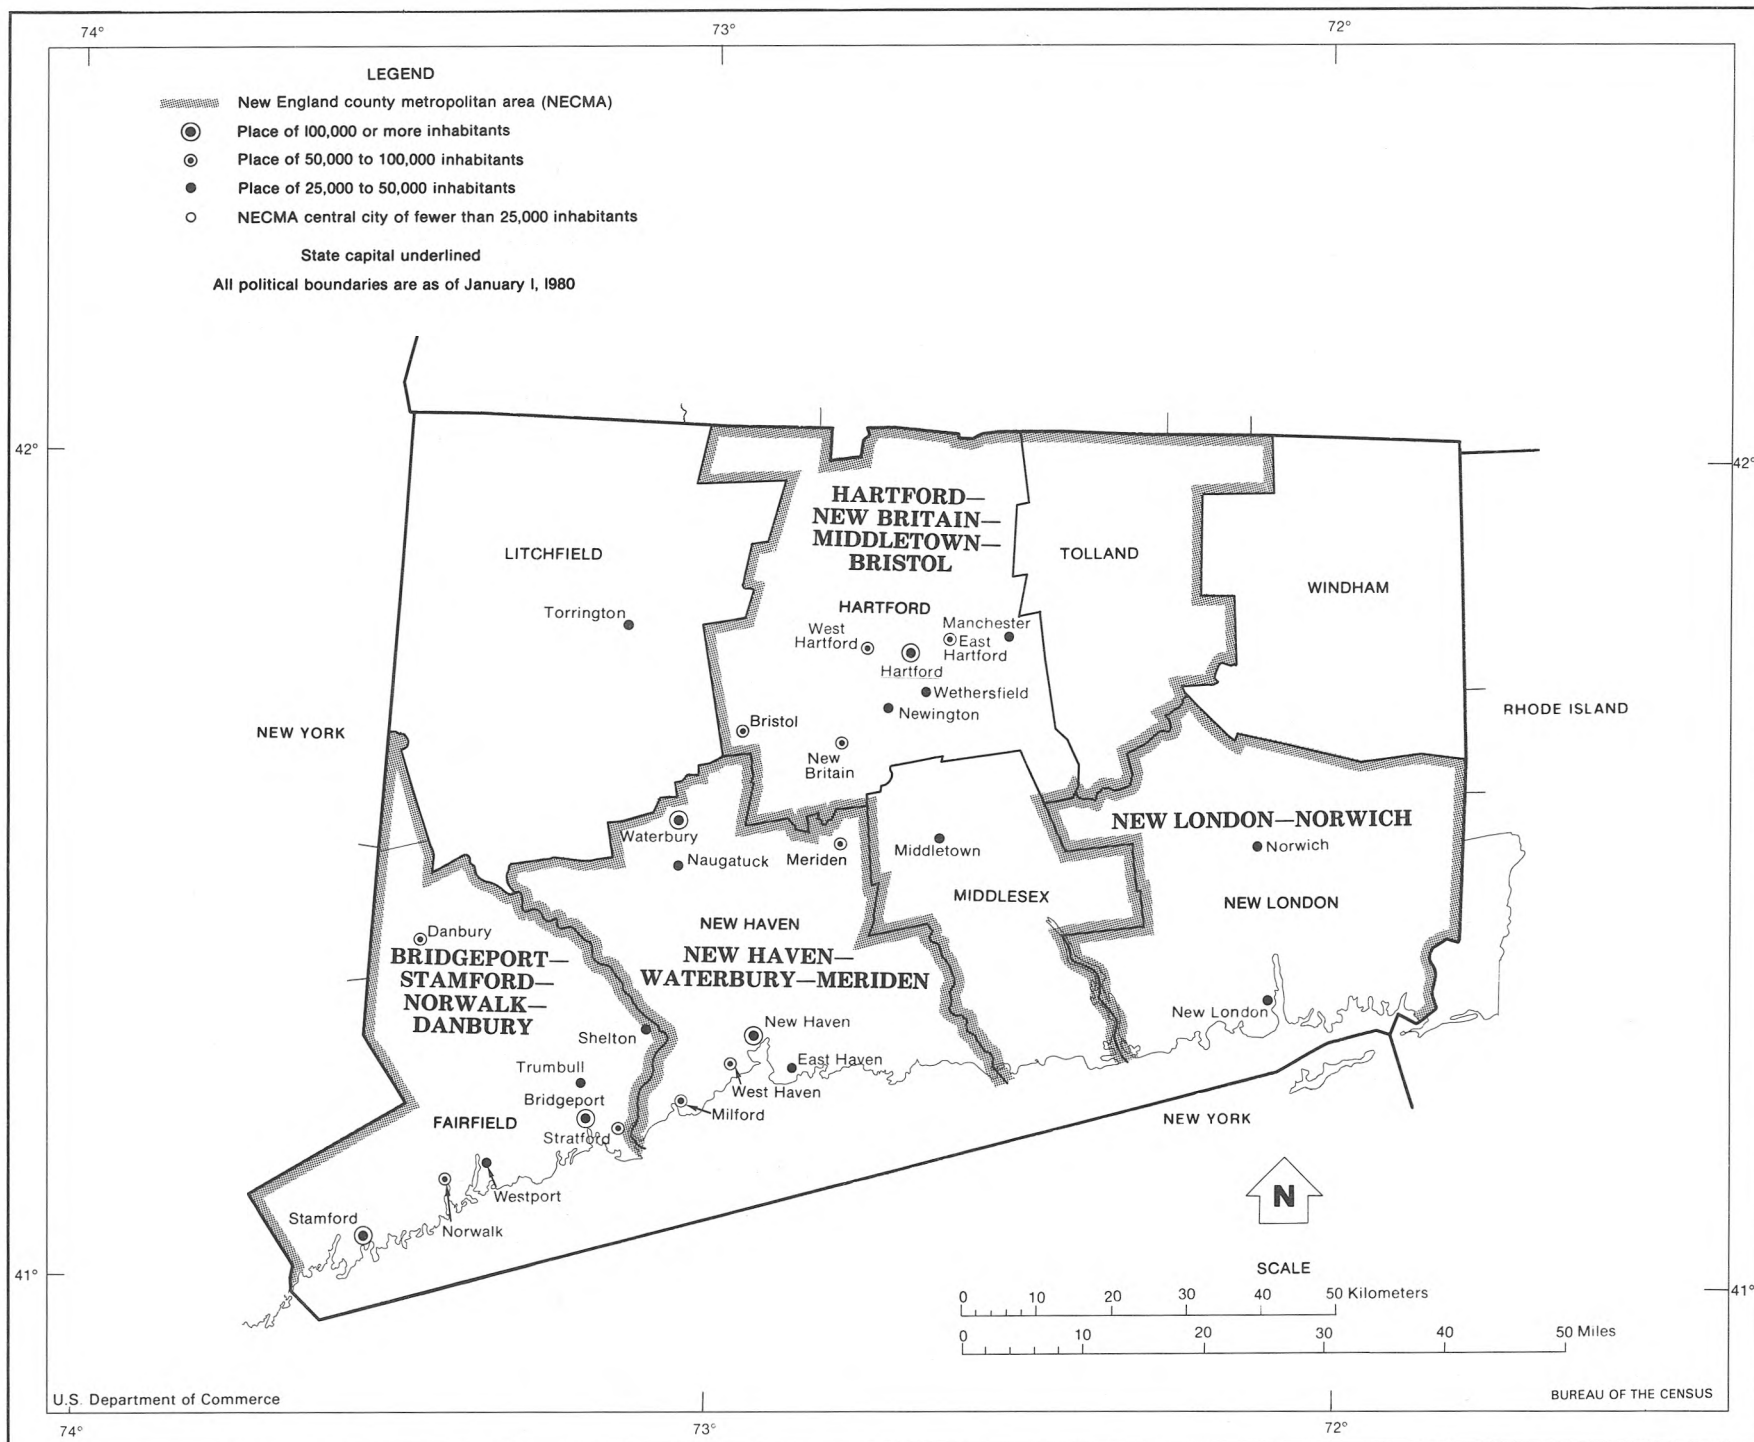 74°
73°
72°
LEGEND
New England county metropolitan area (NECMA)
Place of 100,000 or more inhabitants
Place of 50,000 to 100,000 inhabitants
Place of 25,000 to 50,000 inhabitants
NECMA central city of fewer than 25,000 inhabitants
State capital underlined
All political boundaries are as of January 1, 1980
42°
42°
HARTFORD—
NEW BRITAIN—
MIDDLETOWN—
BRISTOL
LITCHFIELD
TOLLAND
WINDHAM
HARTFORD
Torrington
West
Hartford
Manchester
East
Hartford
Hartford
Wethersfield
Newington
RHODE ISLAND
NEW YORK
Bristol
New
Britain
NEW LONDON—NORWICH
Waterbury
Naugatuck
Meriden
Middletown
Norwich
MIDDLESEX
NEW LONDON
NEW HAVEN
Danbury
BRIDGEPORT—
STAMFORD—
NORWALK—
DANBURY
NEW HAVEN—
WATERBURY—MERIDEN
New London
New Haven
Shelton
East Haven
Trumbull
West Haven
Bridgeport
Milford
FAIRFIELD
Stratford
NEW YORK
Westport
Stamford
Norwalk
N
41°
41°
SCALE
0 10 20 30 40 50 Kilometers
0 10 20 30 40 50 Miles
U.S. Department of Commerce
BUREAU OF THE CENSUS
74°
73°
72°